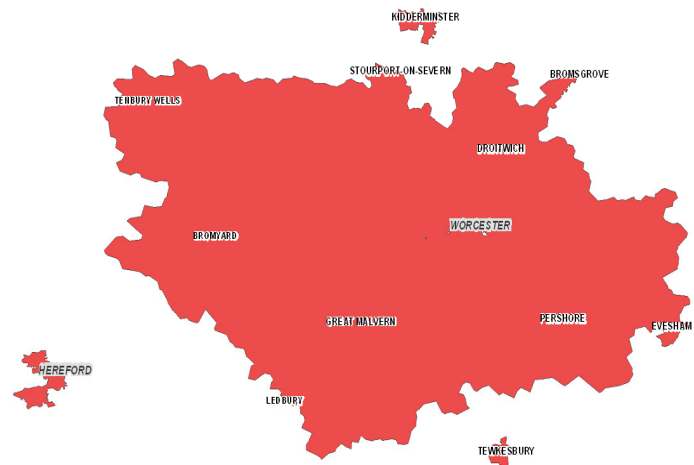 KIDDERMINSTER
STOURPORT-ON-SEVERN
BROMSGROVE
TENBURY WELLS
DROITWICH
WORCESTER
BROMYARD
GREAT MALVERN
PERSHORE
EVESHAM
HEREFORD
LEDBURY
TEWKESBURY